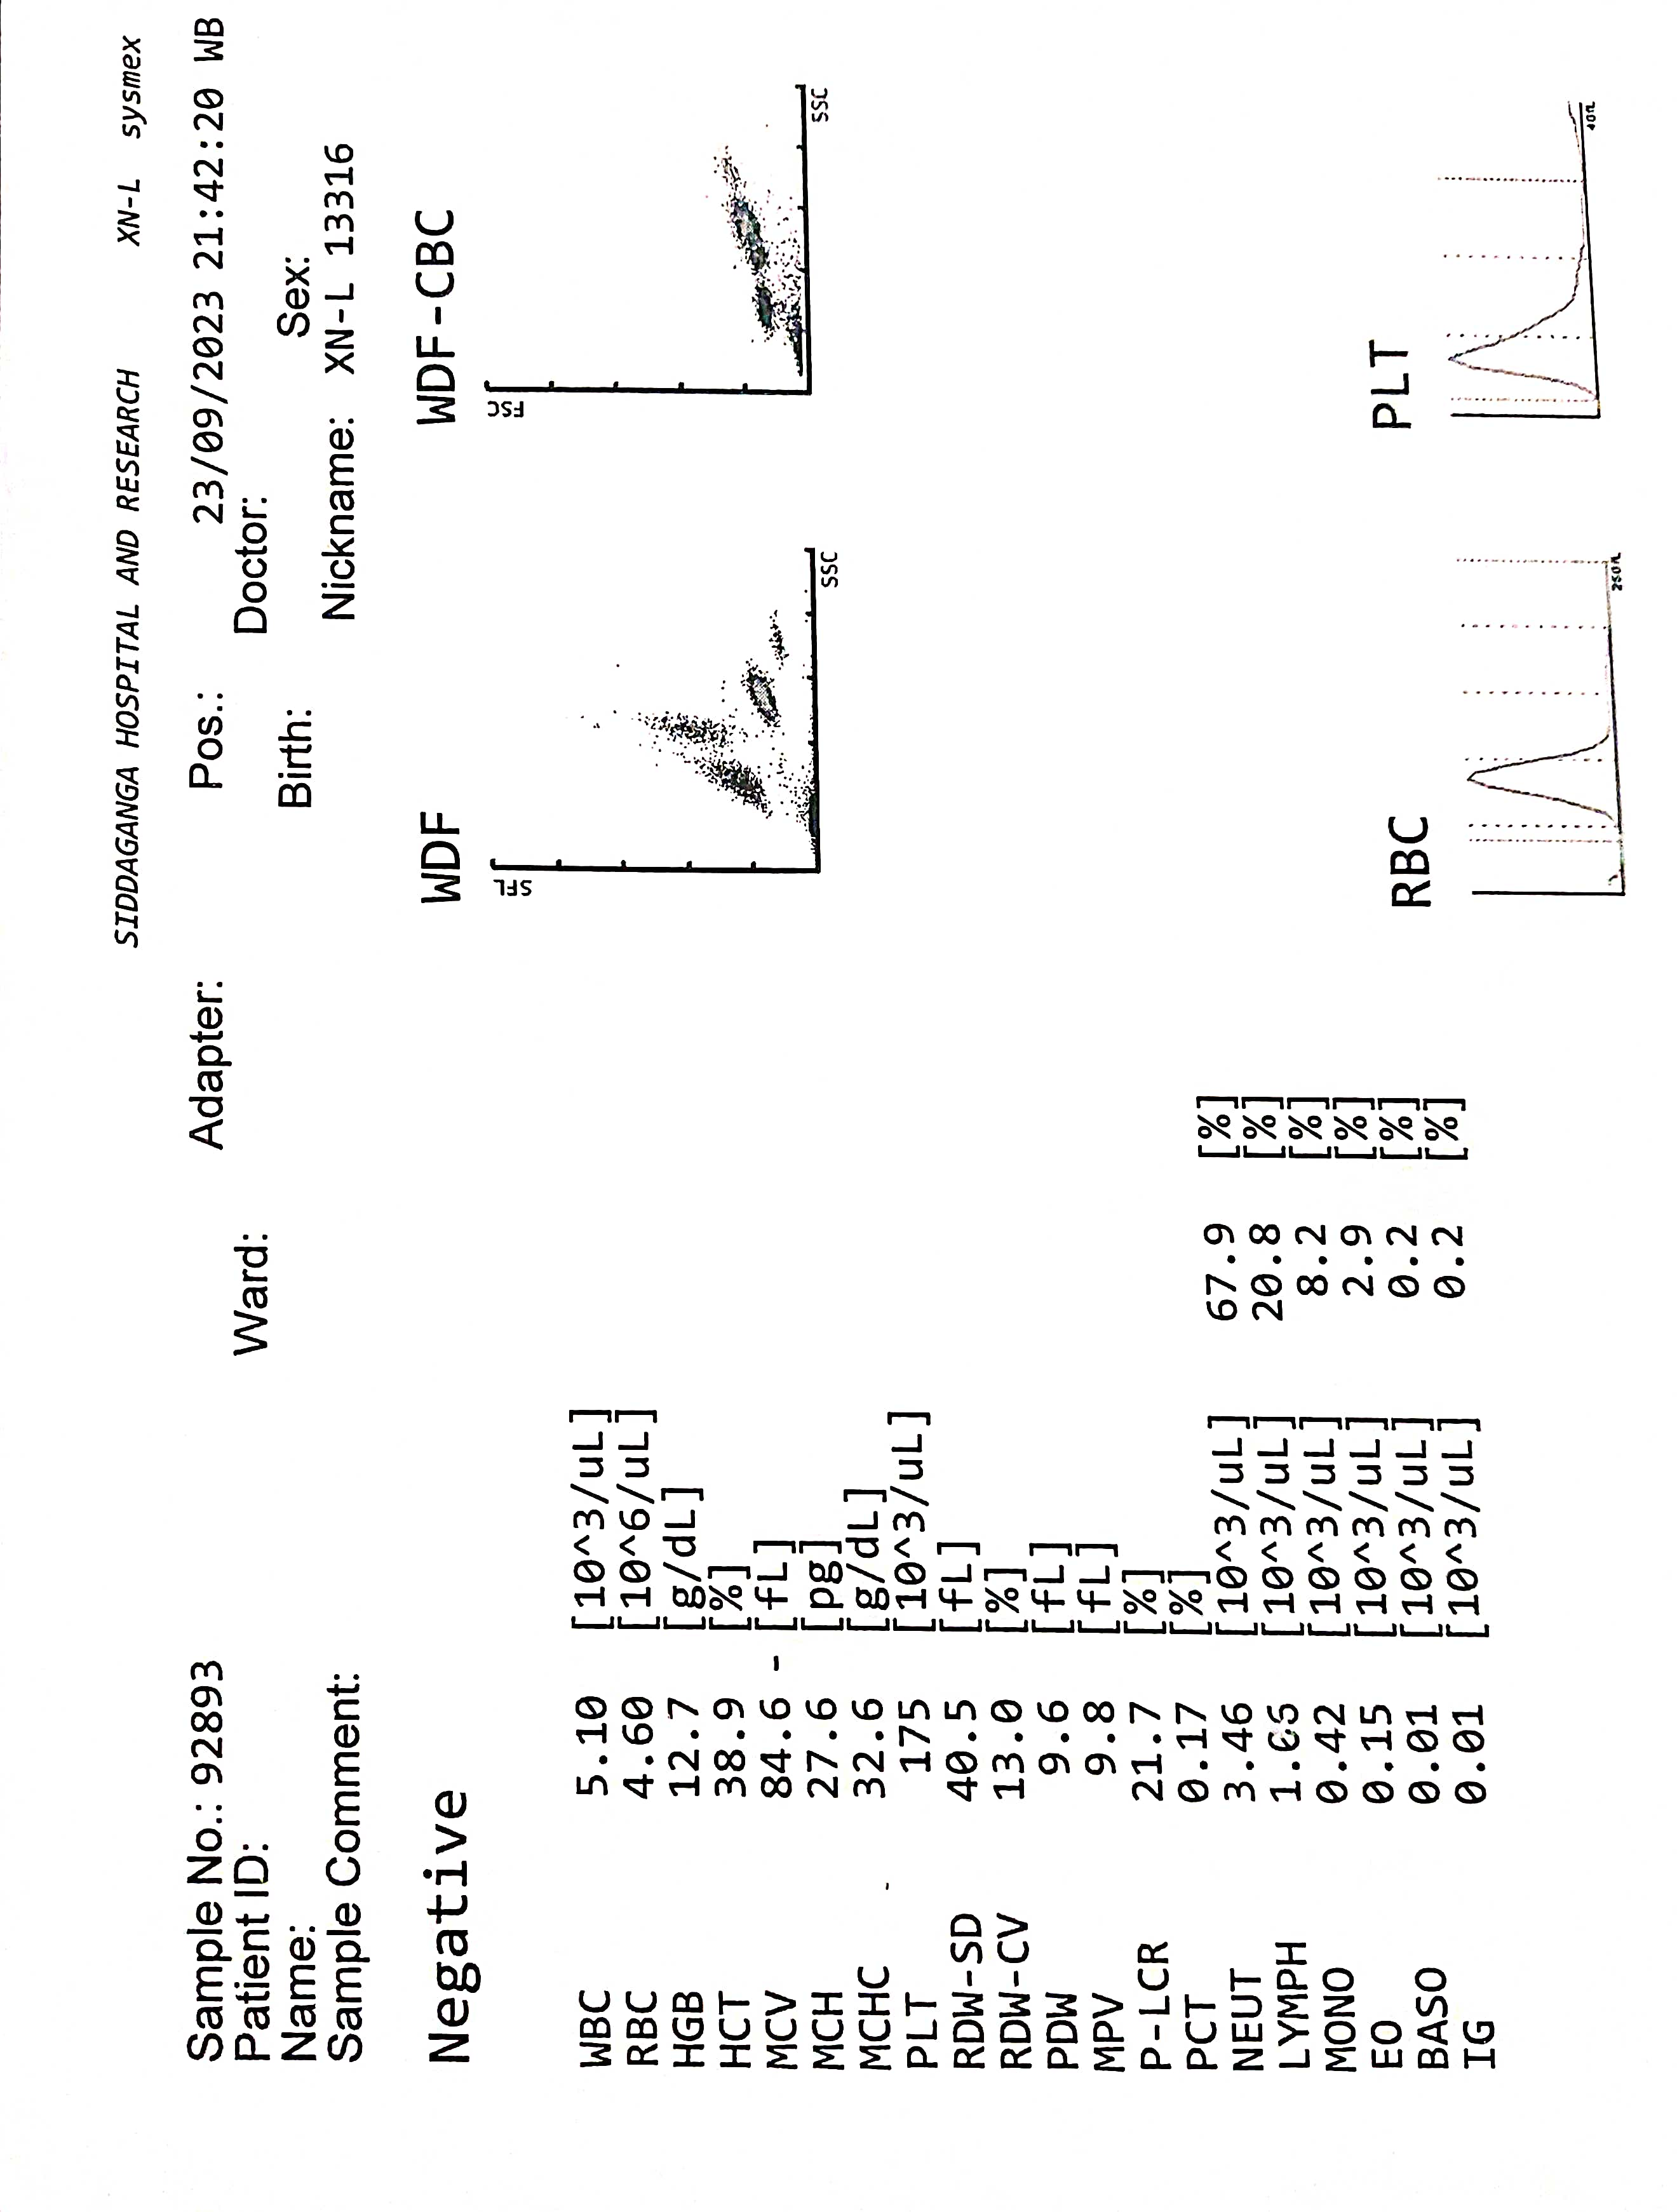 SIDDAGANGA HOSPITAL AND RESEARCH XN-L sysmex
Sample No.: 92893 Adapter: Pos.: 23/09/2023 21:42:20 WB
Patient ID: Ward: Doctor:
Name: Birth: Sex:
Sample Comment: Nickname: XN-L 13316
Negative
WDF WDF-CBC
SFL FSC
SSC SSC
WBC 5.10 [10^3/uL]
RBC 4.60 [10^6/uL]
HGB 12.7 [g/dL]
HCT 38.9 [%]
MCV 84.6 - [fL]
MCH 27.6 [pg]
MCHC 32.6 [g/dL]
PLT 175 [10^3/uL]
RDW-SD 40.5 [fL]
RDW-CV 13.0 [%]
PDW 9.6 [fL]
MPV 9.8 [fL]
P-LCR 21.7 [%]
PCT 0.17 [%]
NEUT 3.46 [10^3/uL] 67.9 [%]
LYMPH [10^3/uL] 20.8 [%]
MONO 0.42 [10^3/uL] 8.2 [%]
EO 0.15 [10^3/uL] 2.9 [%]
BASO 0.01 [10^3/uL] 0.2 [%]
IG 0.01 [10^3/uL] 0.2 [%]
RBC PLT
250fL 40fL